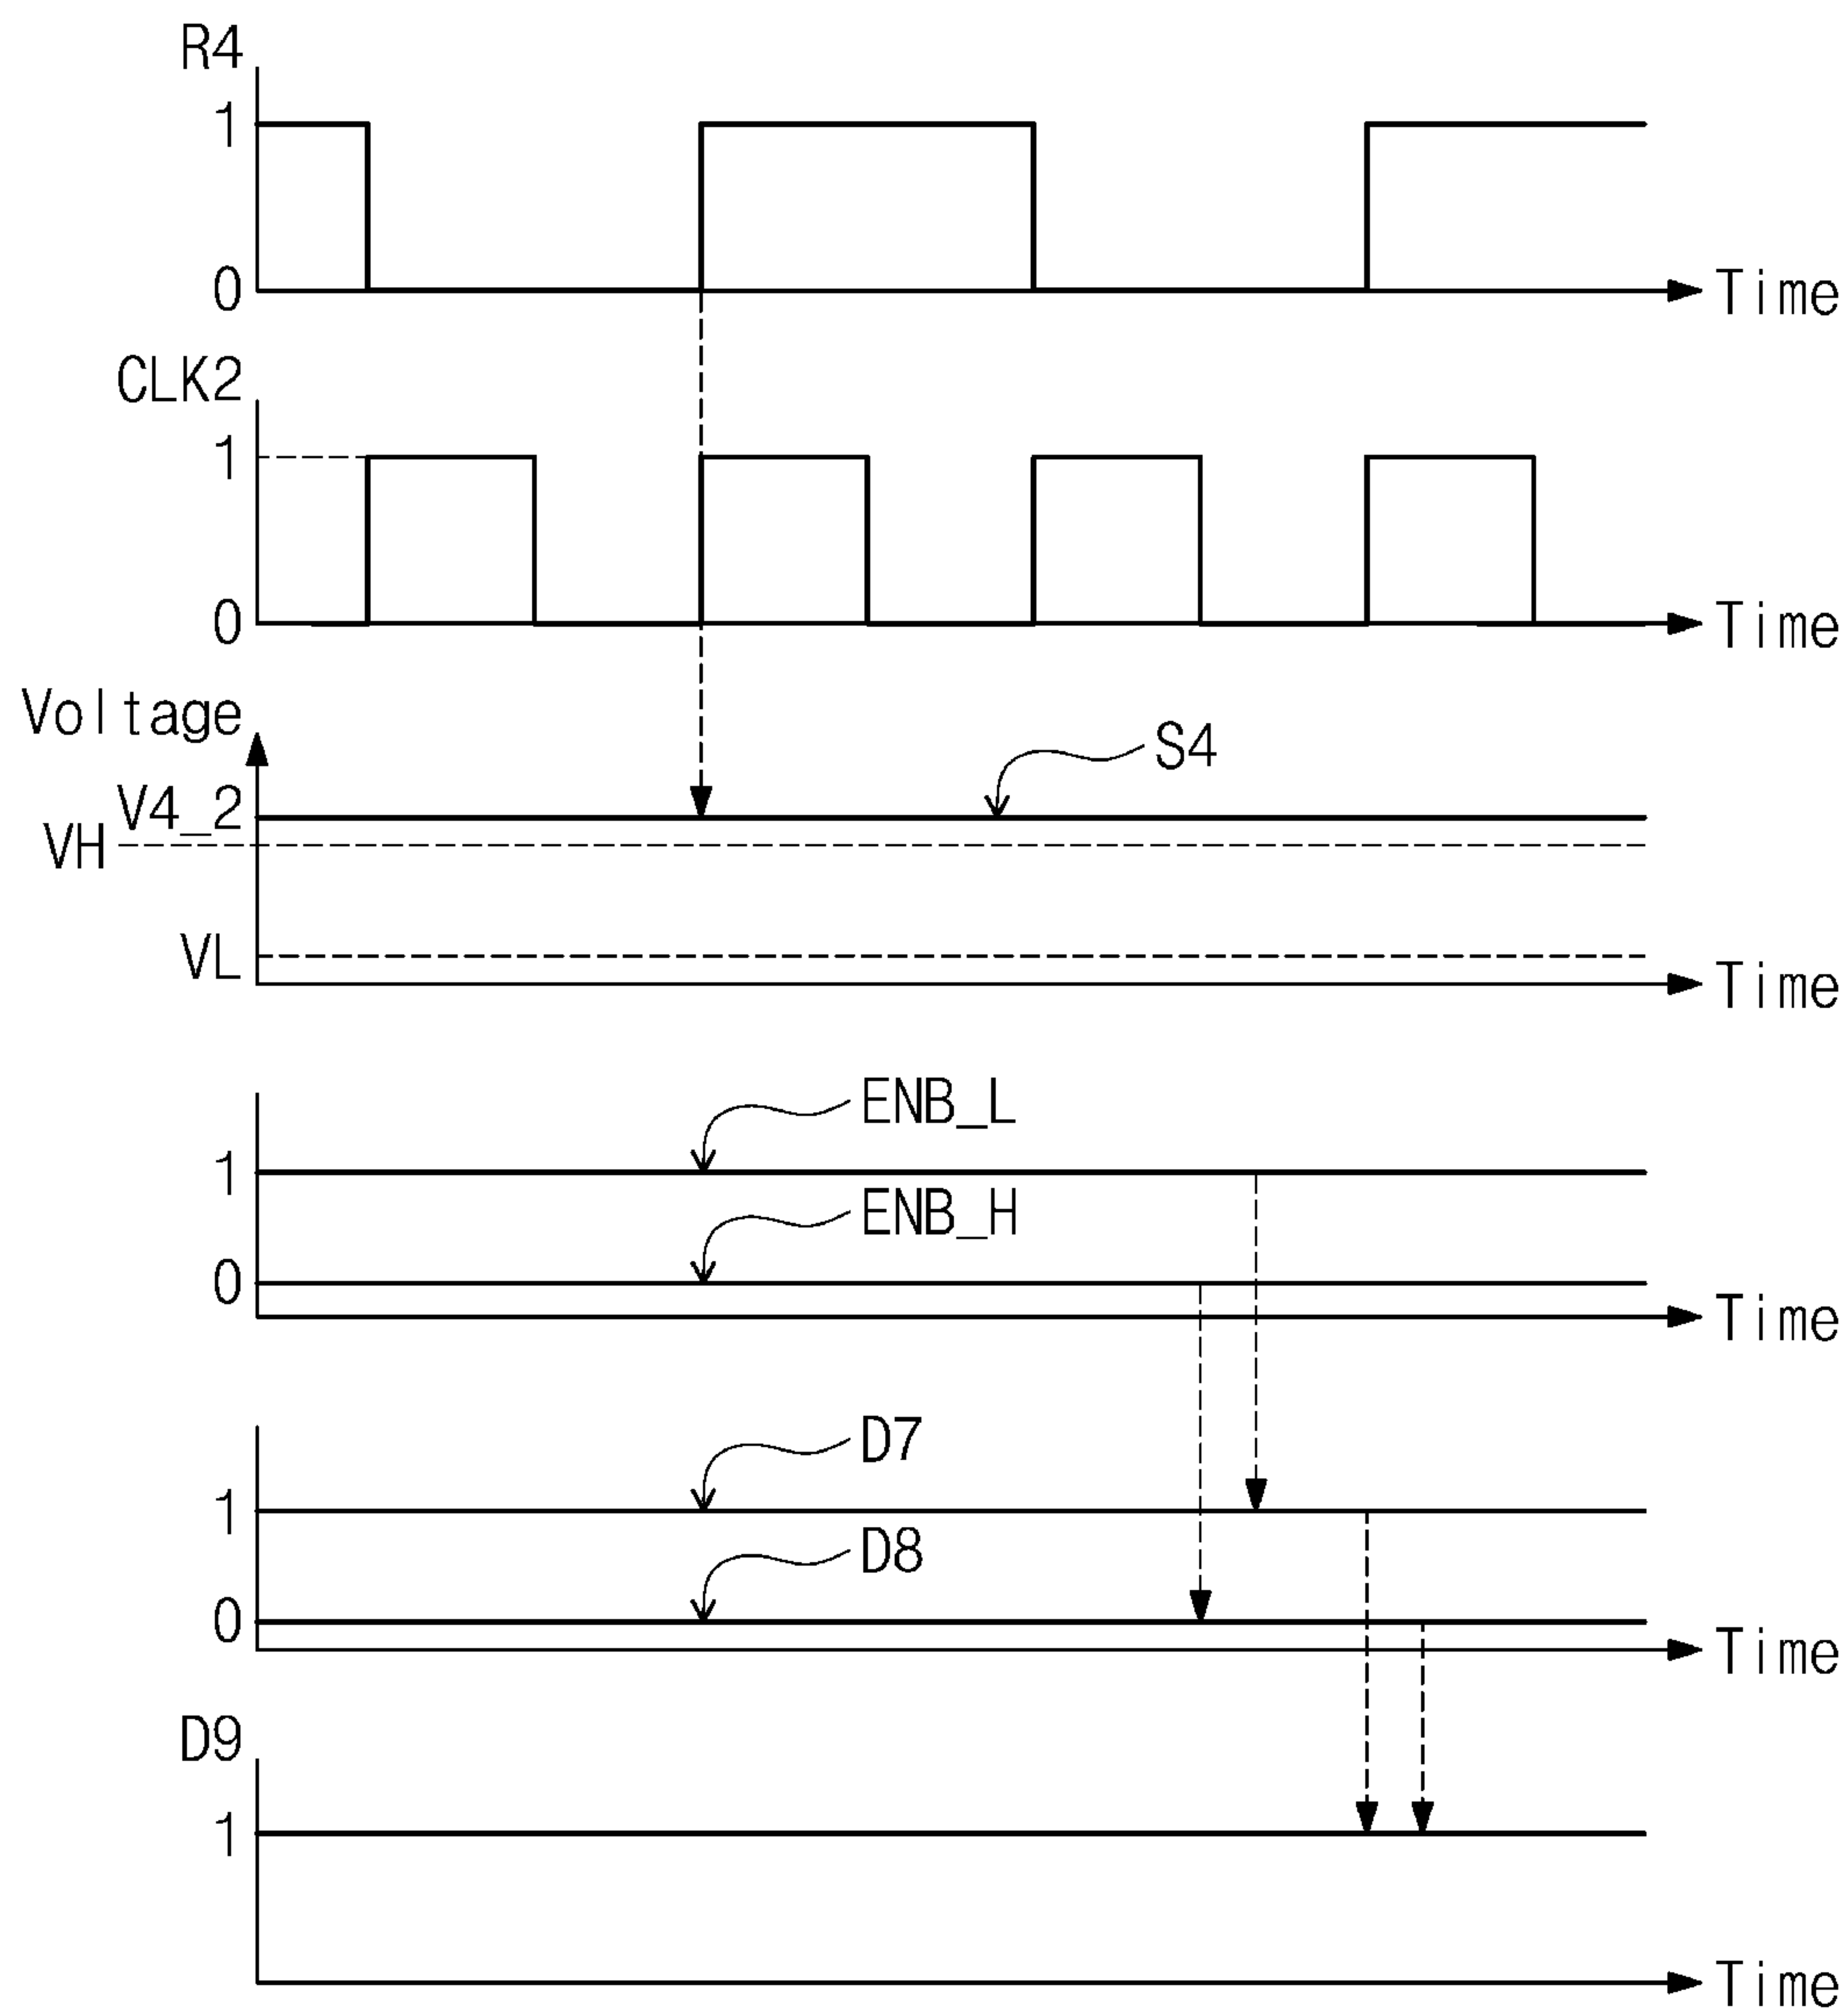 R4
1
0
Time
CLK2
1
0
Time
Voltage
S4
V4_2
VH
VL
Time
ENB_L
1
ENB_H
0
Time
D7
1
D8
0
Time
D9
1
Time